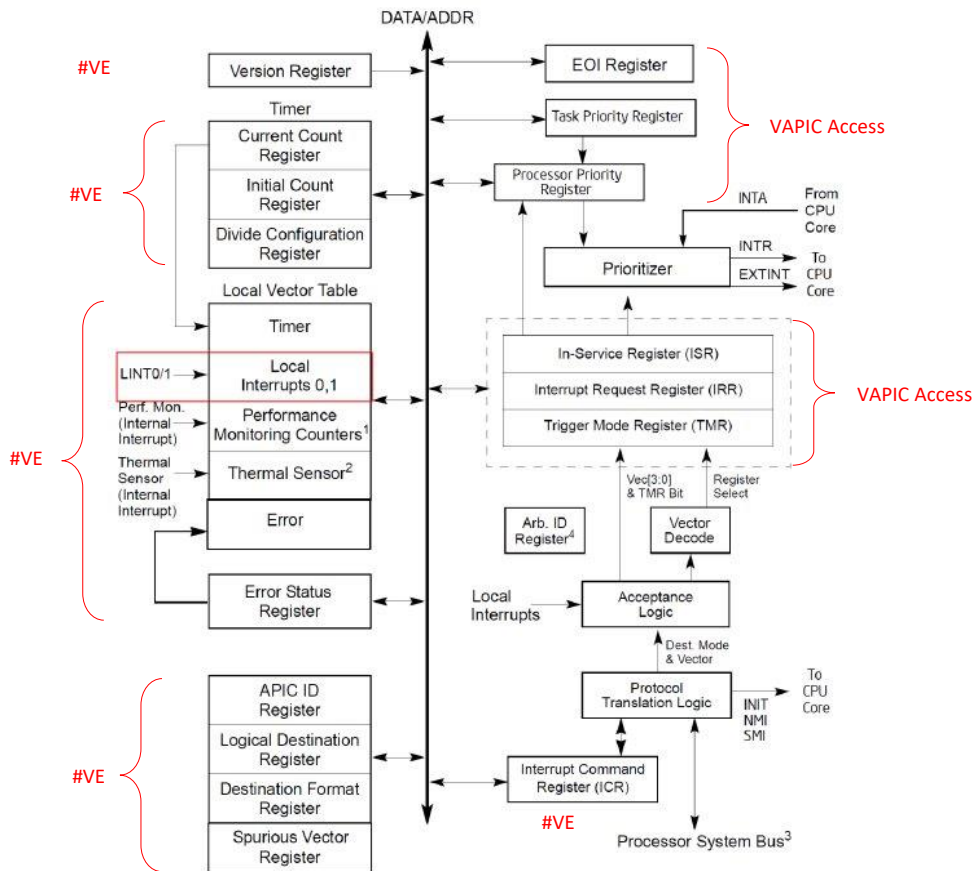 DATA/ADDR
#VE
Version Register
EOI Register
Timer
Task Priority Register
VAPIC Access
#VE
Current Count
Register
Initial Count
Register
Divide Configuration
Register
Processor Priority
Register
INTA
From
CPU
Core
Prioritizer
INTR
EXTINT
To
CPU
Core
Local Vector Table
Timer
LINT0/1
Local
Interrupts 0,1
Perf. Mon.
(Internal
Interrupt)
Performance
Monitoring Counters1
#VE
Thermal
Sensor
(Internal
Interrupt)
Thermal Sensor2
Error
Error Status
Register
In-Service Register (ISR)
Interrupt Request Register (IRR)
Trigger Mode Register (TMR)
VAPIC Access
Vec[3:0]
& TMR Bit
Register
Select
Arb. ID
Register4
Vector
Decode
Local
Interrupts
Acceptance
Logic
Dest. Mode
& Vector
Protocol
Translation Logic
INIT
NMI
SMI
To
CPU
Core
#VE
APIC ID
Register
Logical Destination
Register
Destination Format
Register
Spurious Vector
Register
Interrupt Command
Register (ICR)
#VE
Processor System Bus3